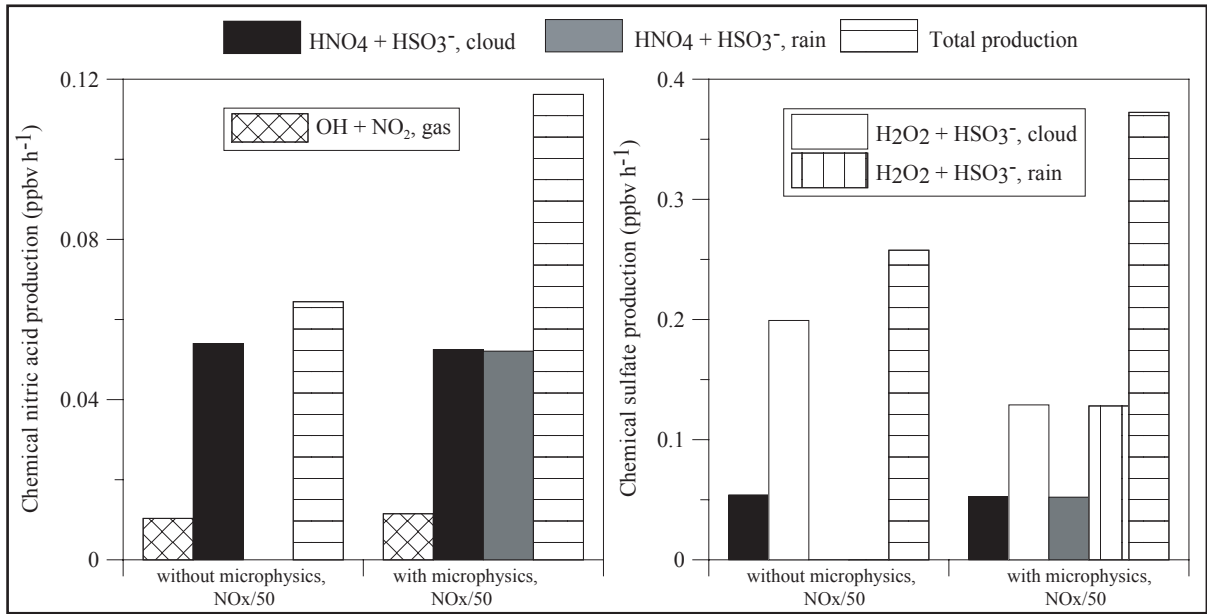 HNO4 + HSO3-, cloud
HNO4 + HSO3-, rain
Total production
Chemical nitric acid production (ppbv h-1)
0.12
0.08
0.04
0
OH + NO2, gas
without microphysics,
NOx/50
with microphysics,
NOx/50
Chemical sulfate production (ppbv h-1)
0.4
0.3
0.2
0.1
0
H2O2 + HSO3-, cloud
H2O2 + HSO3-, rain
without microphysics,
NOx/50
with microphysics,
NOx/50